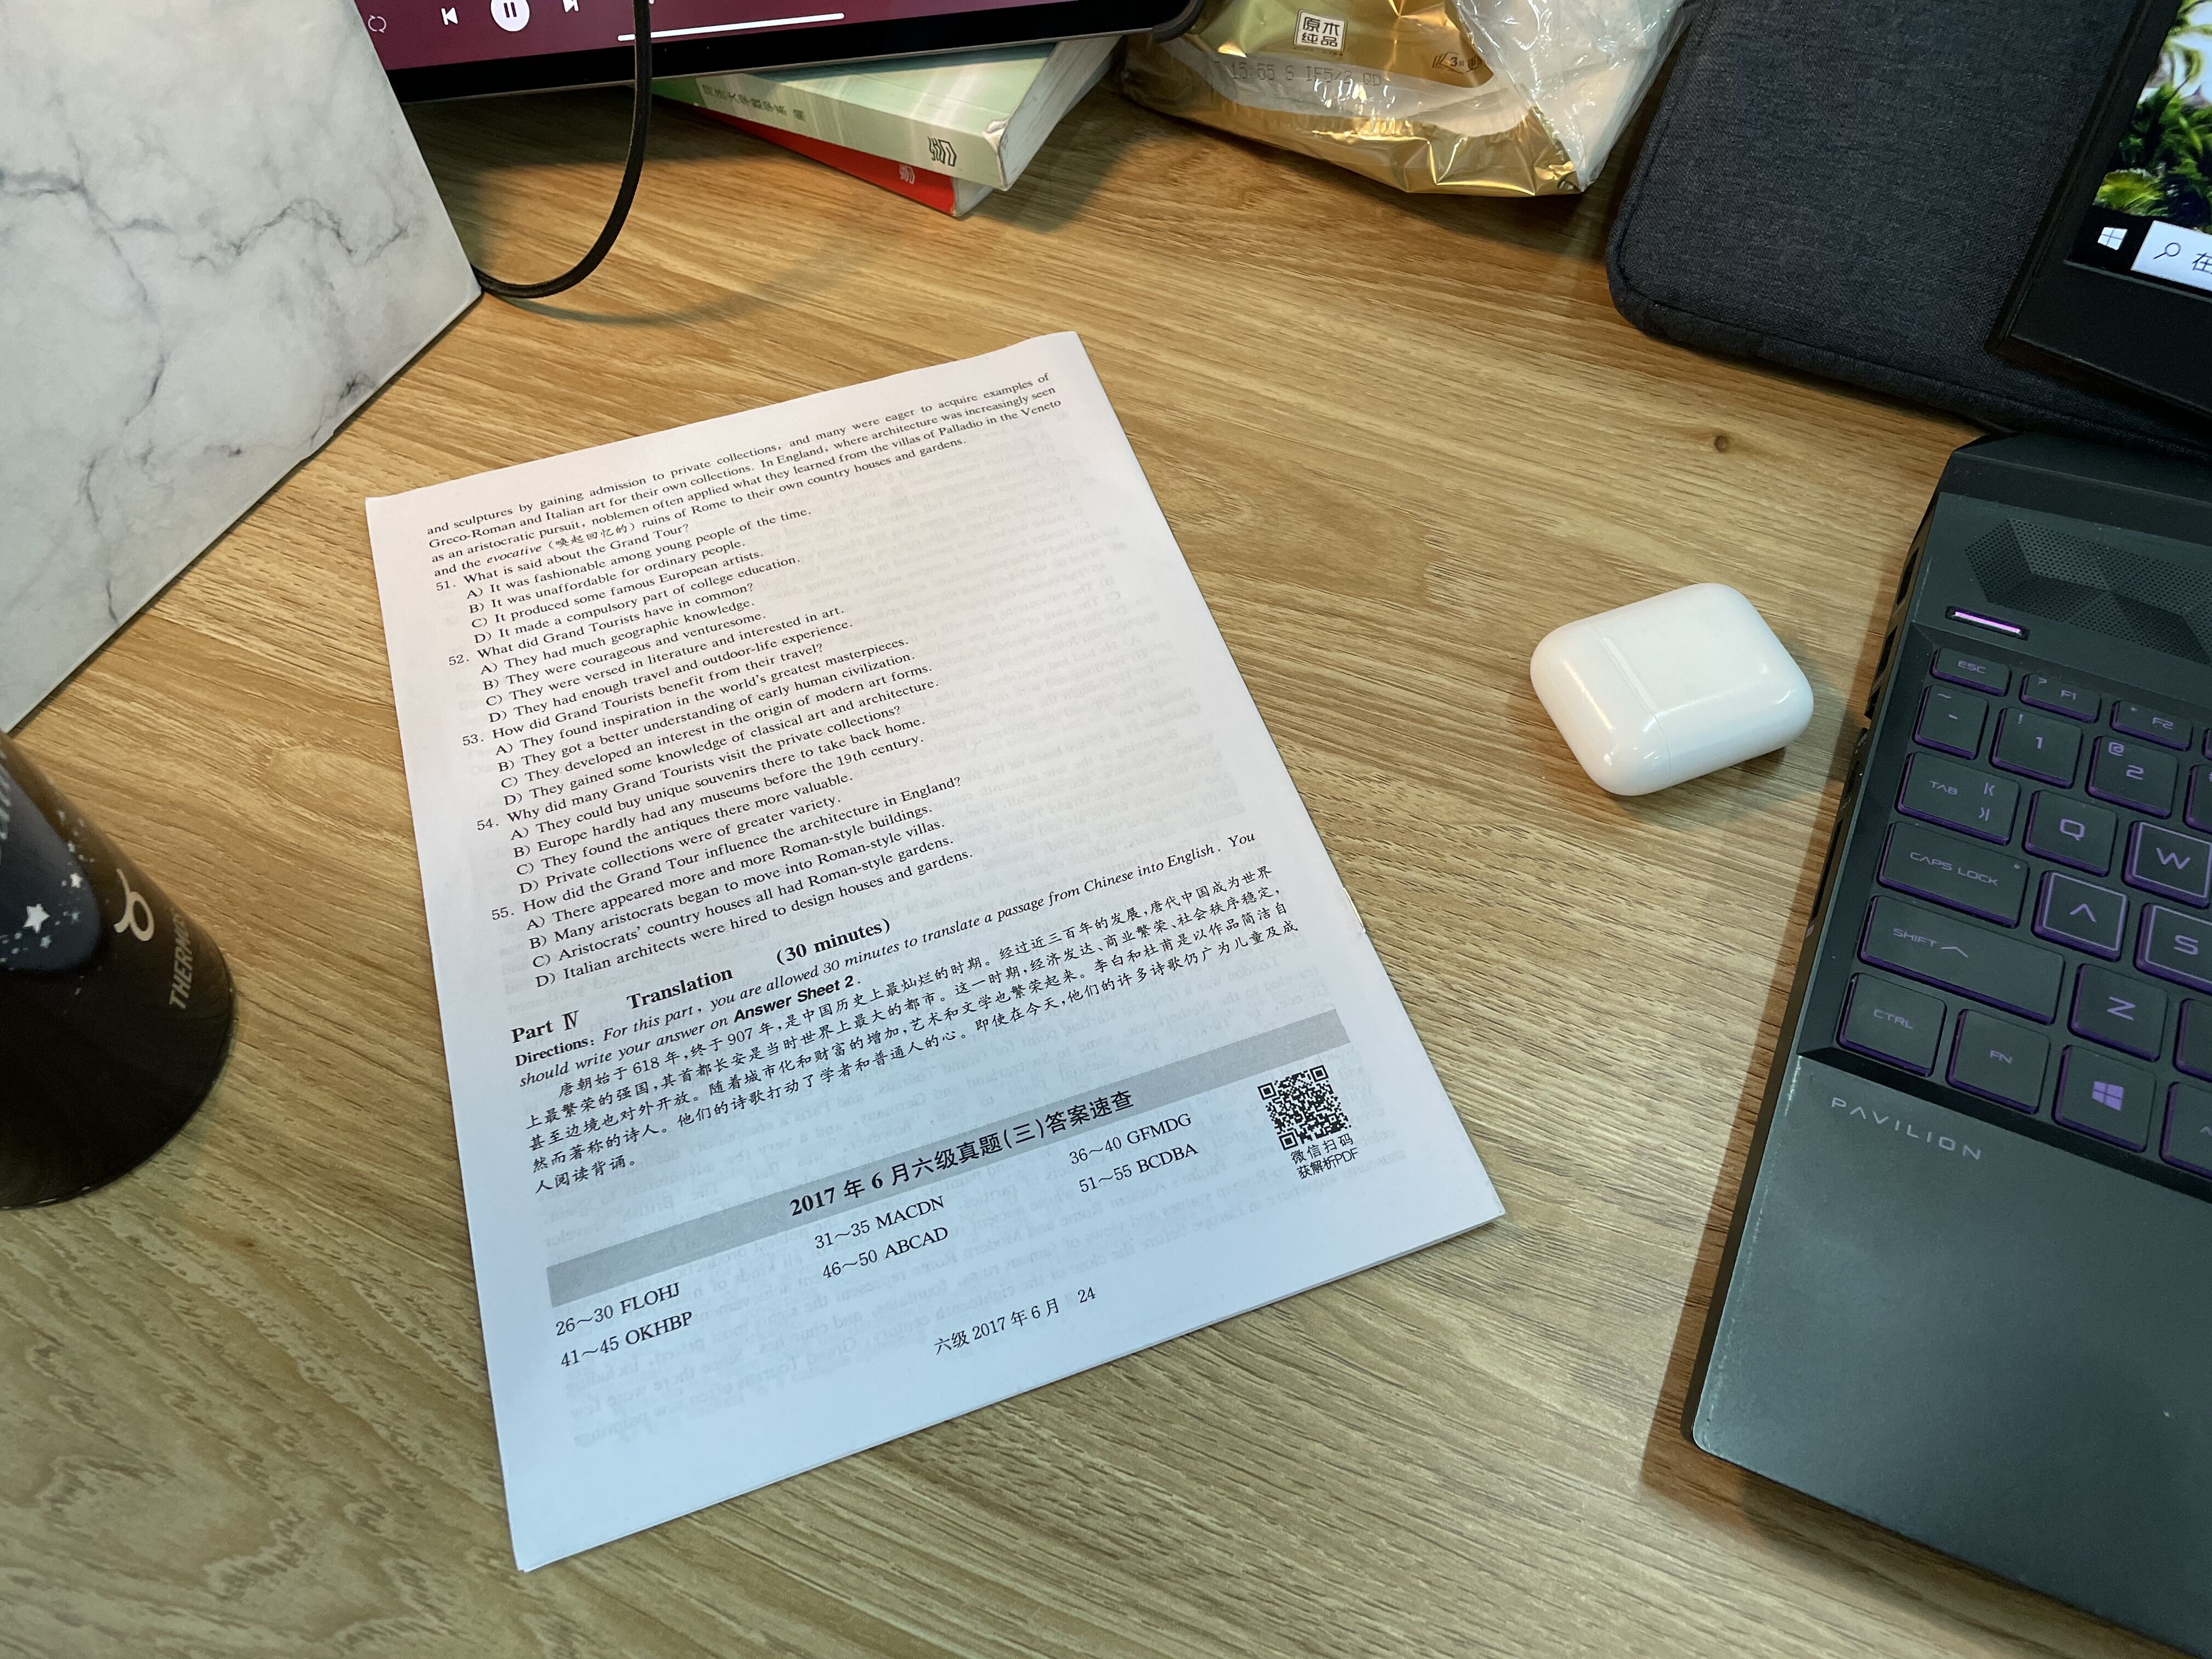 原木
纯品
15:55 S
and sculptures by gaining admission to private collections, and many were eager to acquire examples of
Greco-Roman and Italian art for their own collections. In England, where architecture was increasingly seen
as an aristocratic pursuit, noblemen often applied what they learned from the villas of Palladio in the Veneto
and the evocative (唤起回忆的) ruins of Rome to their own country houses and gardens.
51. What is said about the Grand Tour?
A) It was fashionable among young people of the time.
B) It was unaffordable for ordinary people.
C) It produced some famous European artists.
D) It made a compulsory part of college education.
52. What did Grand Tourists have in common?
A) They had much geographic knowledge.
B) They were courageous and venturesome.
C) They were versed in literature and interested in art.
D) They had enough travel and outdoor-life experience.
53. How did Grand Tourists benefit from their travel?
A) They found inspiration in the world's greatest masterpieces.
B) They got a better understanding of early human civilization.
C) They developed an interest in the origin of modern art forms.
D) They gained some knowledge of classical art and architecture.
54. Why did many Grand Tourists visit the private collections?
A) They could buy unique souvenirs there to take back home.
B) Europe hardly had any museums before the 19th century.
C) They found the antiques there more valuable.
D) Private collections were of greater variety.
55. How did the Grand Tour influence the architecture in England?
A) There appeared more and more Roman-style buildings.
B) Many aristocrats began to move into Roman-style villas.
C) Aristocrats' country houses all had Roman-style gardens.
D) Italian architects were hired to design houses and gardens.
Part Ⅳ Translation (30 minutes)
Directions: For this part, you are allowed 30 minutes to translate a passage from Chinese into English. You
should write your answer on Answer Sheet 2.
唐朝始于 618 年,终于 907 年,是中国历史上最灿烂的时期。经过近三百年的发展,唐代中国成为世界
上最繁荣的强国,其首都长安是当时世界上最大的都市。这一时期,经济发达、商业繁荣、社会秩序稳定,
甚至边境也对外开放。随着城市化和财富的增加,艺术和文学也繁荣起来。李白和杜甫是以作品简洁自
然而著称的诗人。他们的诗歌打动了学者和普通人的心。即使在今天,他们的许多诗歌仍广为儿童及成
人阅读背诵。
2017 年 6 月六级真题(三)答案速查
26～30 FLOHJ 31～35 MACDN 36～40 GFMDG
41～45 OKHBP 46～50 ABCAD 51～55 BCDBA
微信扫码
获解析PDF
六级 2017 年 6 月 24
THERMOS
在
ESC
? F1
F2
-
! 1
@ 2
TAB
Q
W
CAPS LOCK
S
SHIFT
Z
CTRL
FN
PAVILION